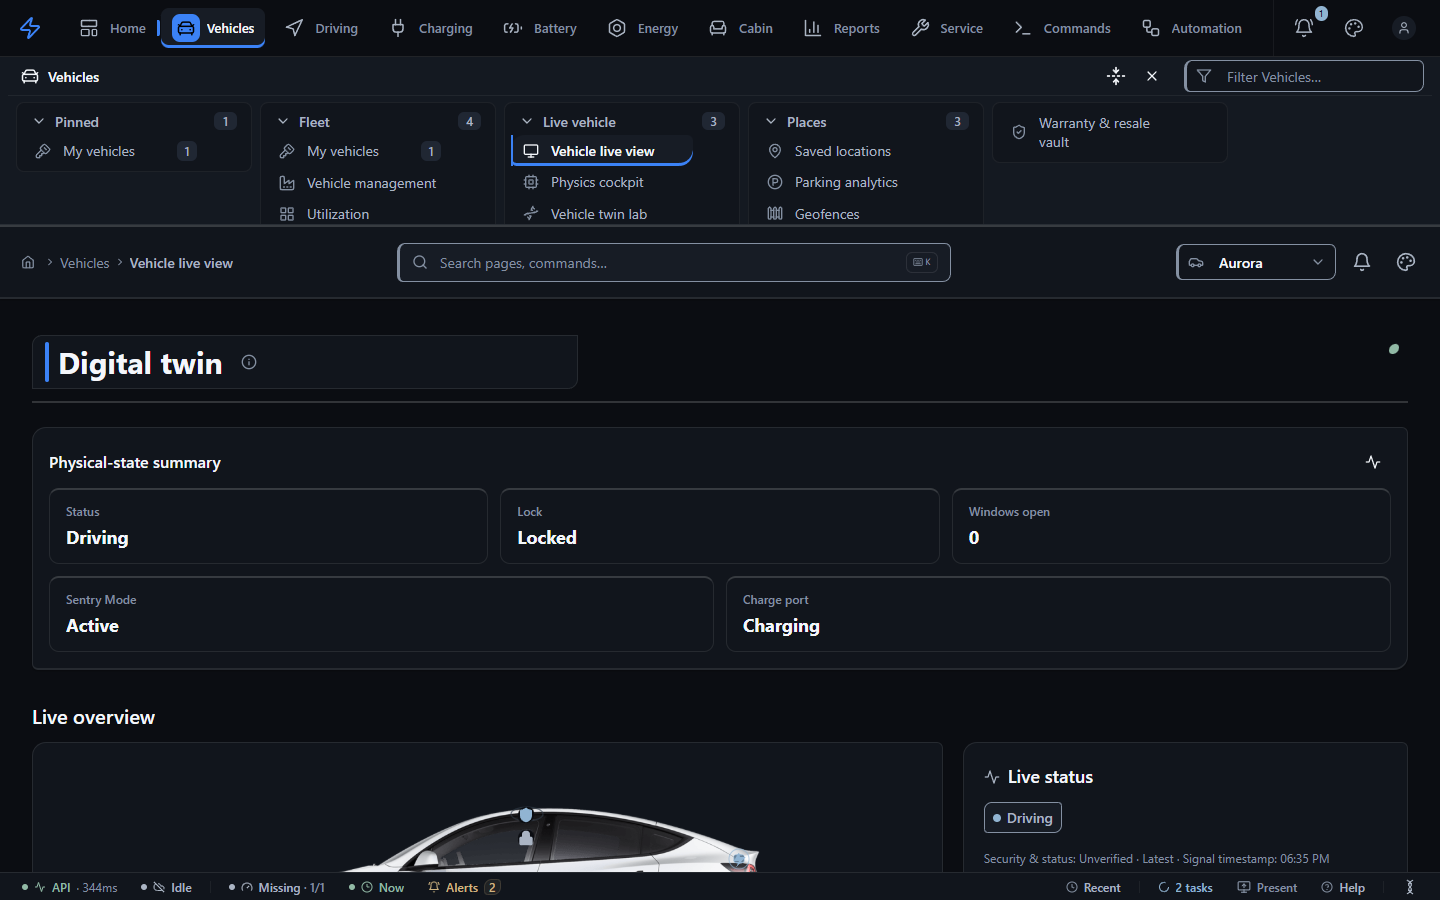 Home
Vehicles
Driving
Charging
Battery
Energy
Cabin
Reports
Service
Commands
Automation
1
Vehicles
Filter Vehicles...
Pinned 1
My vehicles 1
Fleet 4
My vehicles 1
Vehicle management
Utilization
Live vehicle 3
Vehicle live view
Physics cockpit
Vehicle twin lab
Places 3
Saved locations
Parking analytics
Geofences
Warranty & resale
vault
Vehicles
Vehicle live view
Search pages, commands...
K
Aurora
Digital twin
Physical-state summary
Status
Driving
Lock
Locked
Windows open
0
Sentry Mode
Active
Charge port
Charging
Live overview
Live status
Driving
Security & status: Unverified · Latest · Signal timestamp: 06:35 PM
API · 344ms
Idle
Missing · 1/1
Now
Alerts 2
Recent
2 tasks
Present
Help